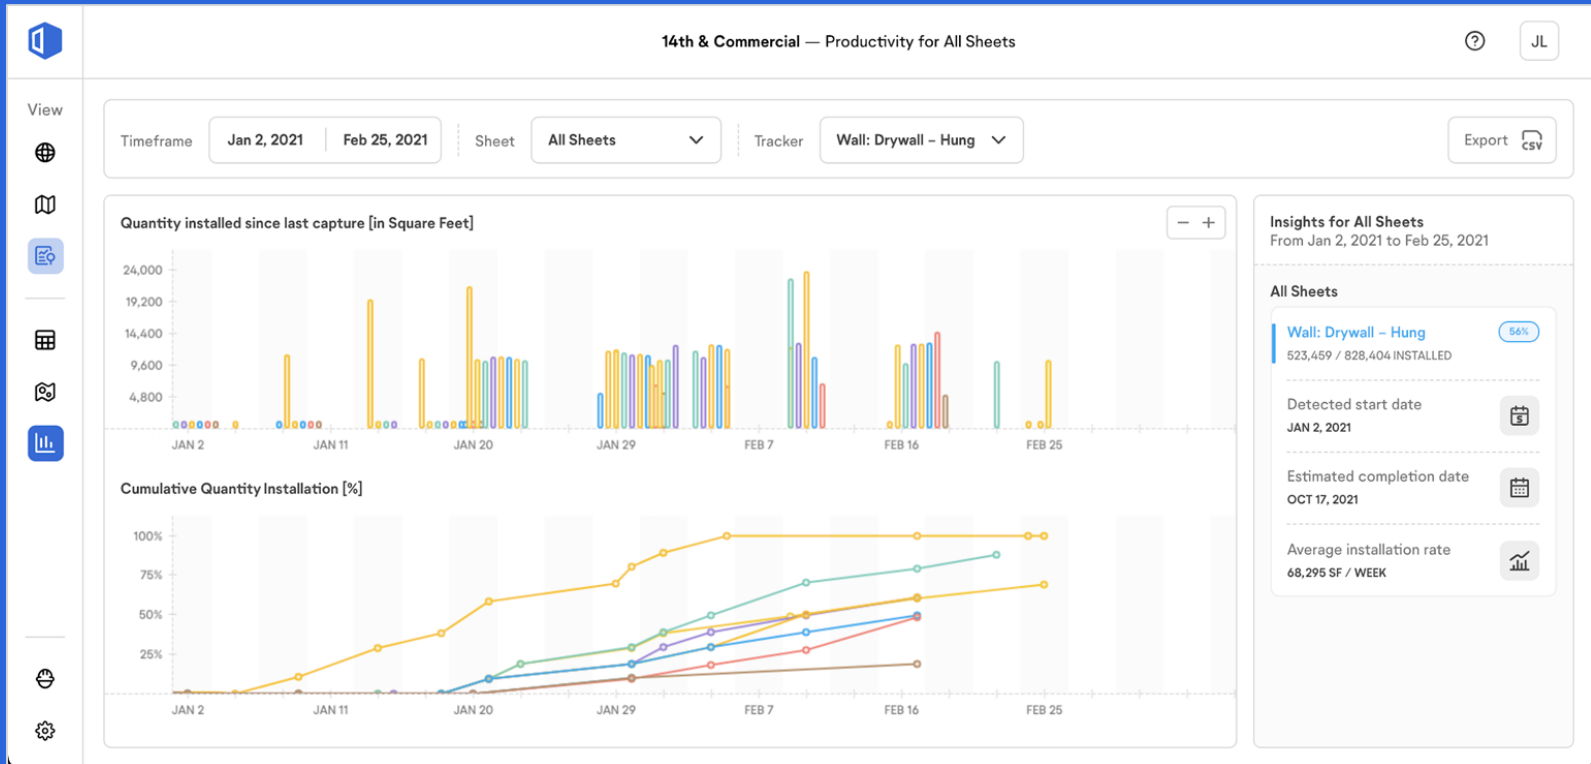 14th & Commercial — Productivity for All Sheets
JL
View
Timeframe Jan 2, 2021 Feb 25, 2021 Sheet All Sheets Tracker Wall: Drywall – Hung Export CSV
Quantity installed since last capture [in Square Feet]
24,000
19,200
14,400
9,600
4,800
JAN 2 JAN 11 JAN 20 JAN 29 FEB 7 FEB 16 FEB 25
Cumulative Quantity Installation [%]
100%
75%
50%
25%
JAN 2 JAN 11 JAN 20 JAN 29 FEB 7 FEB 16 FEB 25
Insights for All Sheets
From Jan 2, 2021 to Feb 25, 2021
All Sheets
Wall: Drywall – Hung 56%
523,459 / 828,404 INSTALLED
Detected start date
JAN 2, 2021
Estimated completion date
OCT 17, 2021
Average installation rate
68,295 SF / WEEK